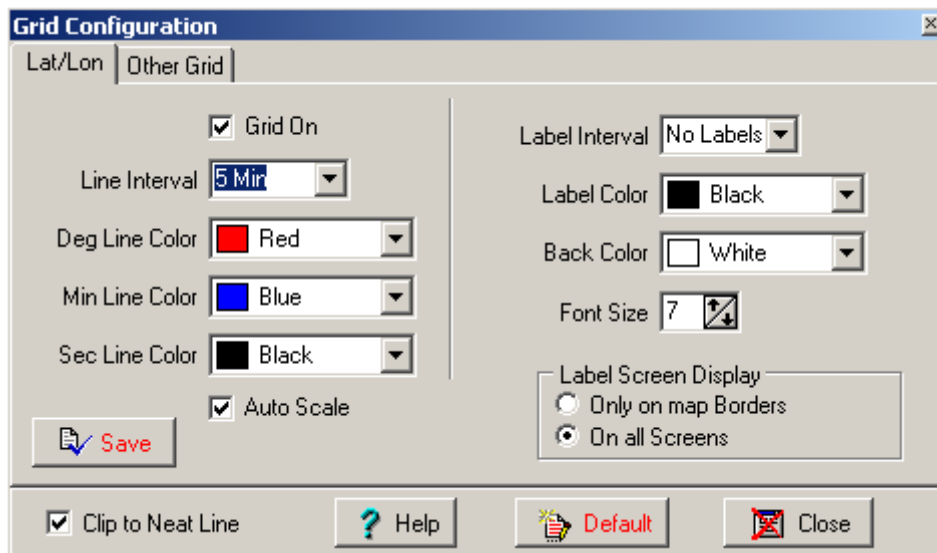 Grid Configuration
Lat/Lon
Other Grid
Grid On
Line Interval 5 Min
Deg Line Color Red
Min Line Color Blue
Sec Line Color Black
Auto Scale
Save
Label Interval No Labels
Label Color Black
Back Color White
Font Size 7
Label Screen Display
Only on map Borders
On all Screens
Clip to Neat Line
? Help
Default
Close